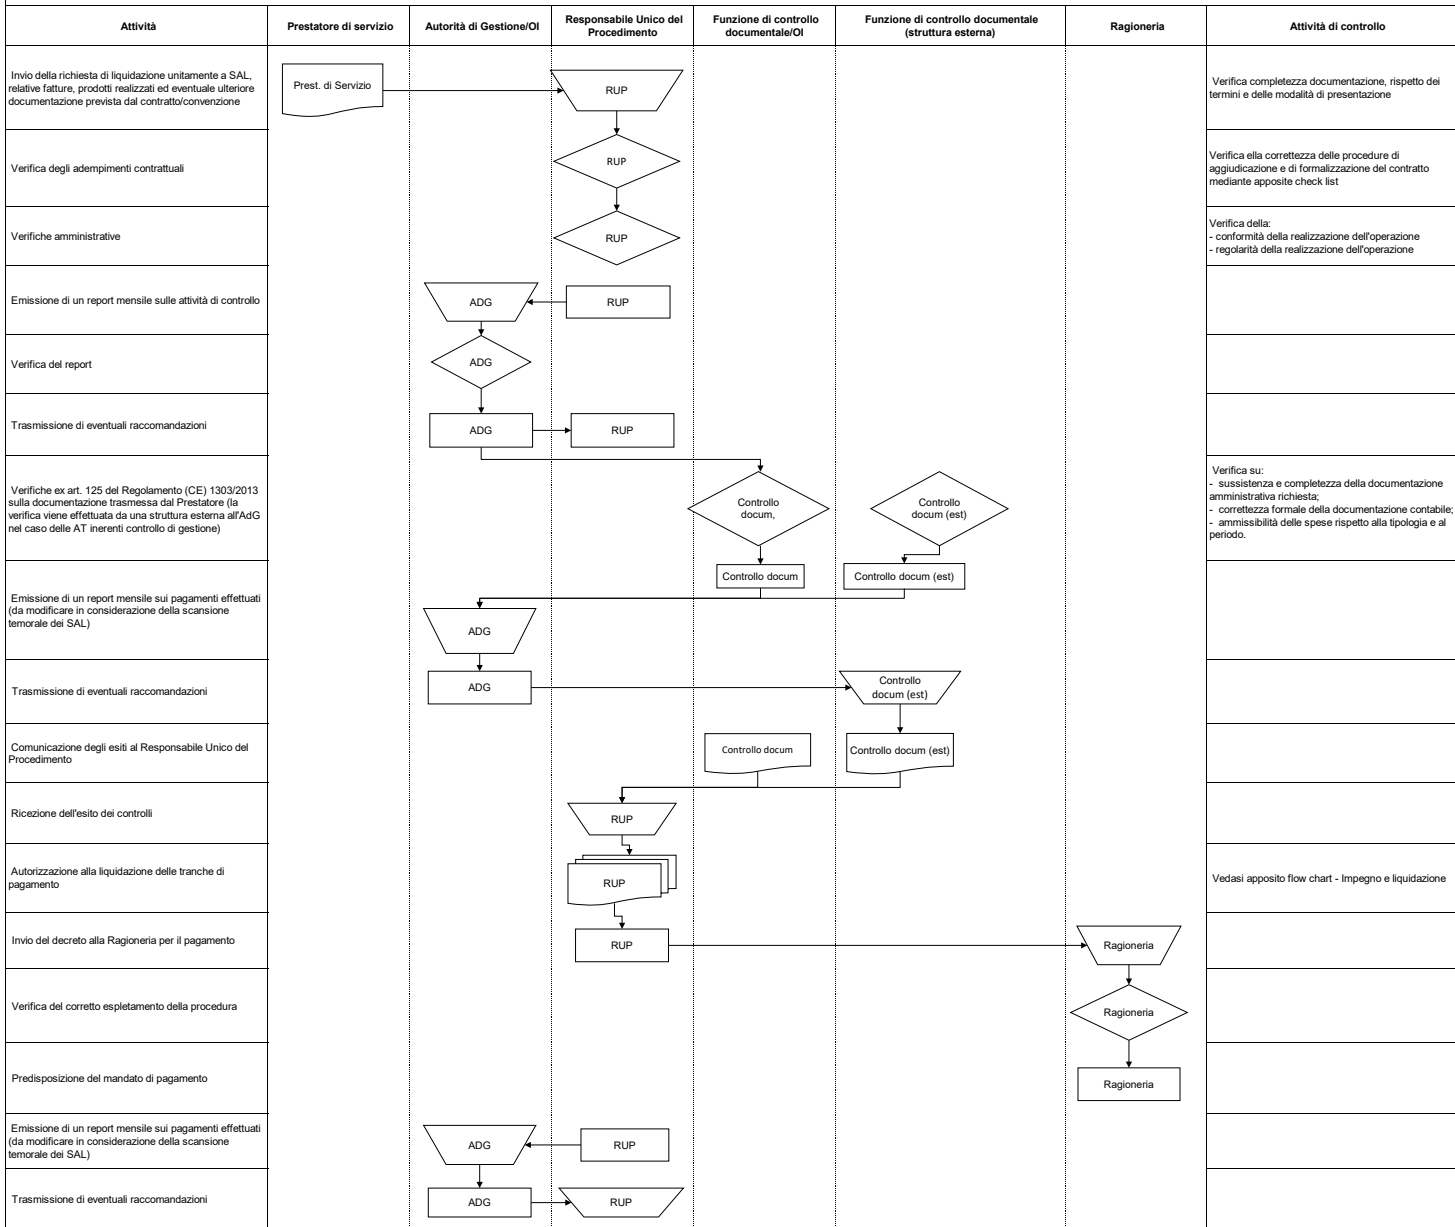 Attività
Prestatore di servizio
Autorità di Gestione/OI
Responsabile Unico del
Procedimento
Funzione di controllo
documentale/OI
Funzione di controllo documentale
(struttura esterna)
Ragioneria
Attività di controllo
Invio della richiesta di liquidazione unitamente a SAL,
relative fatture, prodotti realizzati ed eventuale ulteriore
documentazione prevista dal contratto/convenzione
Prest. di Servizio
RUP
Verifica completezza documentazione, rispetto dei
termini e delle modalità di presentazione
Verifica degli adempimenti contrattuali
RUP
Verifica ella correttezza delle procedure di
aggiudicazione e di formalizzazione del contratto
mediante apposite check list
Verifiche amministrative
RUP
Verifica della:
- conformità della realizzazione dell'operazione
- regolarità della realizzazione dell'operazione
Emissione di un report mensile sulle attività di controllo
ADG
RUP
Verifica del report
ADG
Trasmissione di eventuali raccomandazioni
ADG
RUP
Verifiche ex art. 125 del Regolamento (CE) 1303/2013
sulla documentazione trasmessa dal Prestatore (la
verifica viene effettuata da una struttura esterna all'AdG
nel caso delle AT inerenti controllo di gestione)
Controllo
docum,
Controllo
docum (est)
Verifica su:
- sussistenza e completezza della documentazione
amministrativa richiesta;
- correttezza formale della documentazione contabile;
- ammissibilità delle spese rispetto alla tipologia e al
periodo.
Controllo docum
Controllo docum (est)
Emissione di un report mensile sui pagamenti effettuati
(da modificare in considerazione della scansione
temorale dei SAL)
ADG
Trasmissione di eventuali raccomandazioni
ADG
Controllo
docum (est)
Comunicazione degli esiti al Responsabile Unico del
Procedimento
Controllo docum
Controllo docum (est)
Ricezione dell'esito dei controlli
RUP
Autorizzazione alla liquidazione delle tranche di
pagamento
RUP
Vedasi apposito flow chart - Impegno e liquidazione
Invio del decreto alla Ragioneria per il pagamento
RUP
Ragioneria
Verifica del corretto espletamento della procedura
Ragioneria
Predisposizione del mandato di pagamento
Ragioneria
Emissione di un report mensile sui pagamenti effettuati
(da modificare in considerazione della scansione
temorale dei SAL)
ADG
RUP
Trasmissione di eventuali raccomandazioni
ADG
RUP